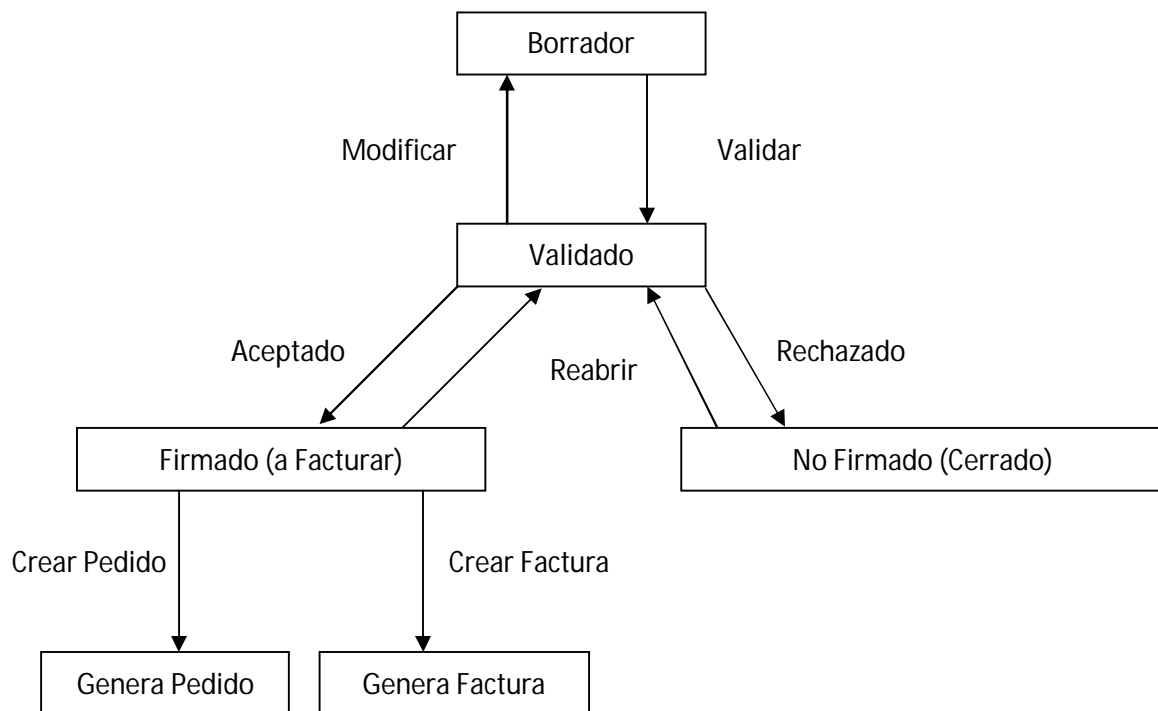 Borrador
Modificar
Validar
Validado
Aceptado
Reabrir
Rechazado
Firmado (a Facturar)
No Firmado (Cerrado)
Crear Pedido
Crear Factura
Genera Pedido
Genera Factura